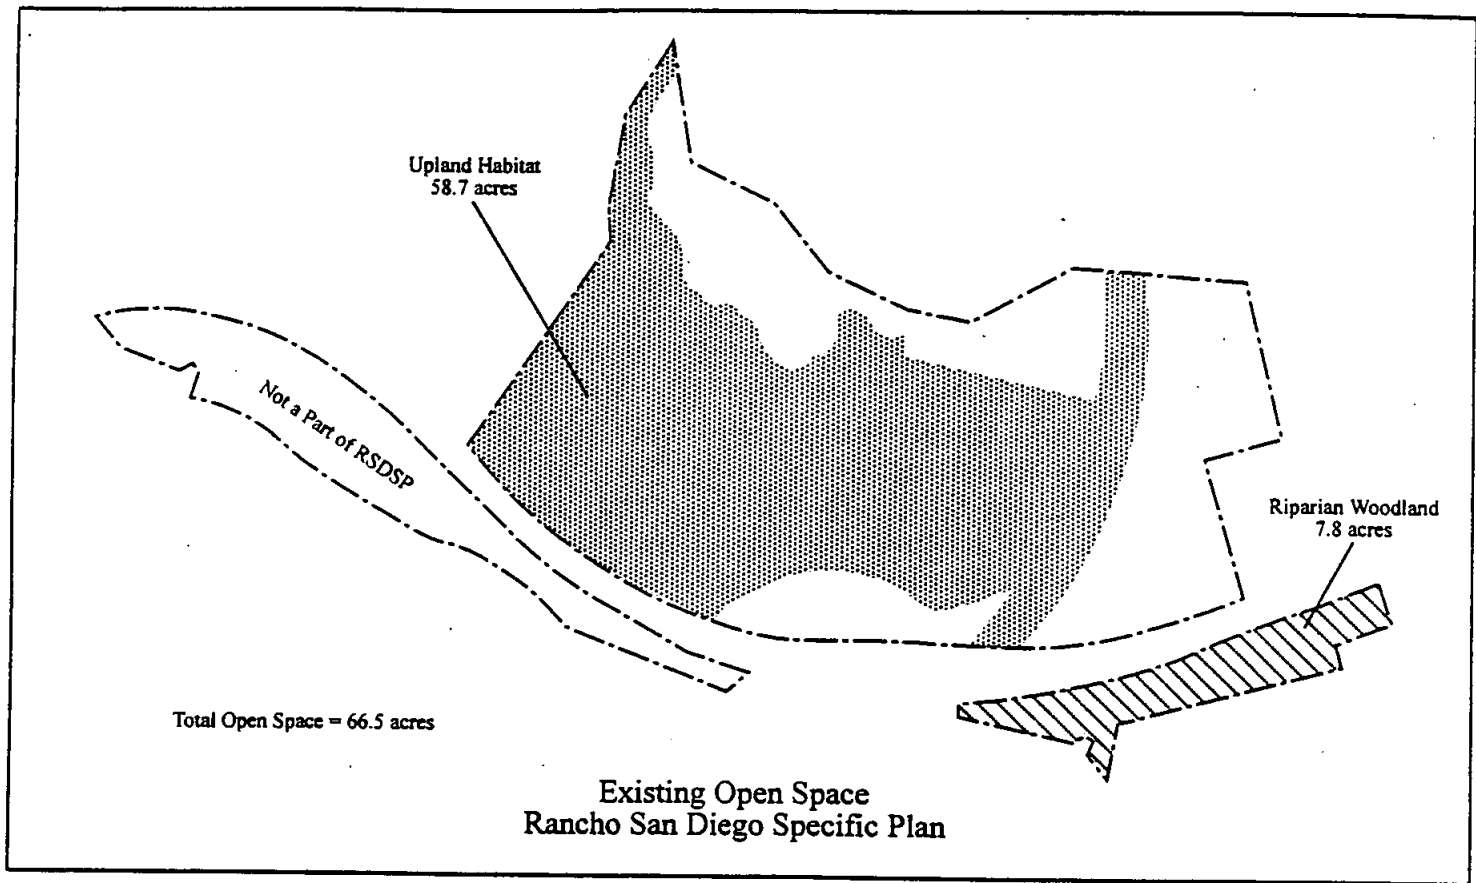 Upland Habitat
58.7 acres
Not a Part of RSDSP
Riparian Woodland
7.8 acres
Total Open Space = 66.5 acres
Existing Open Space
Rancho San Diego Specific Plan